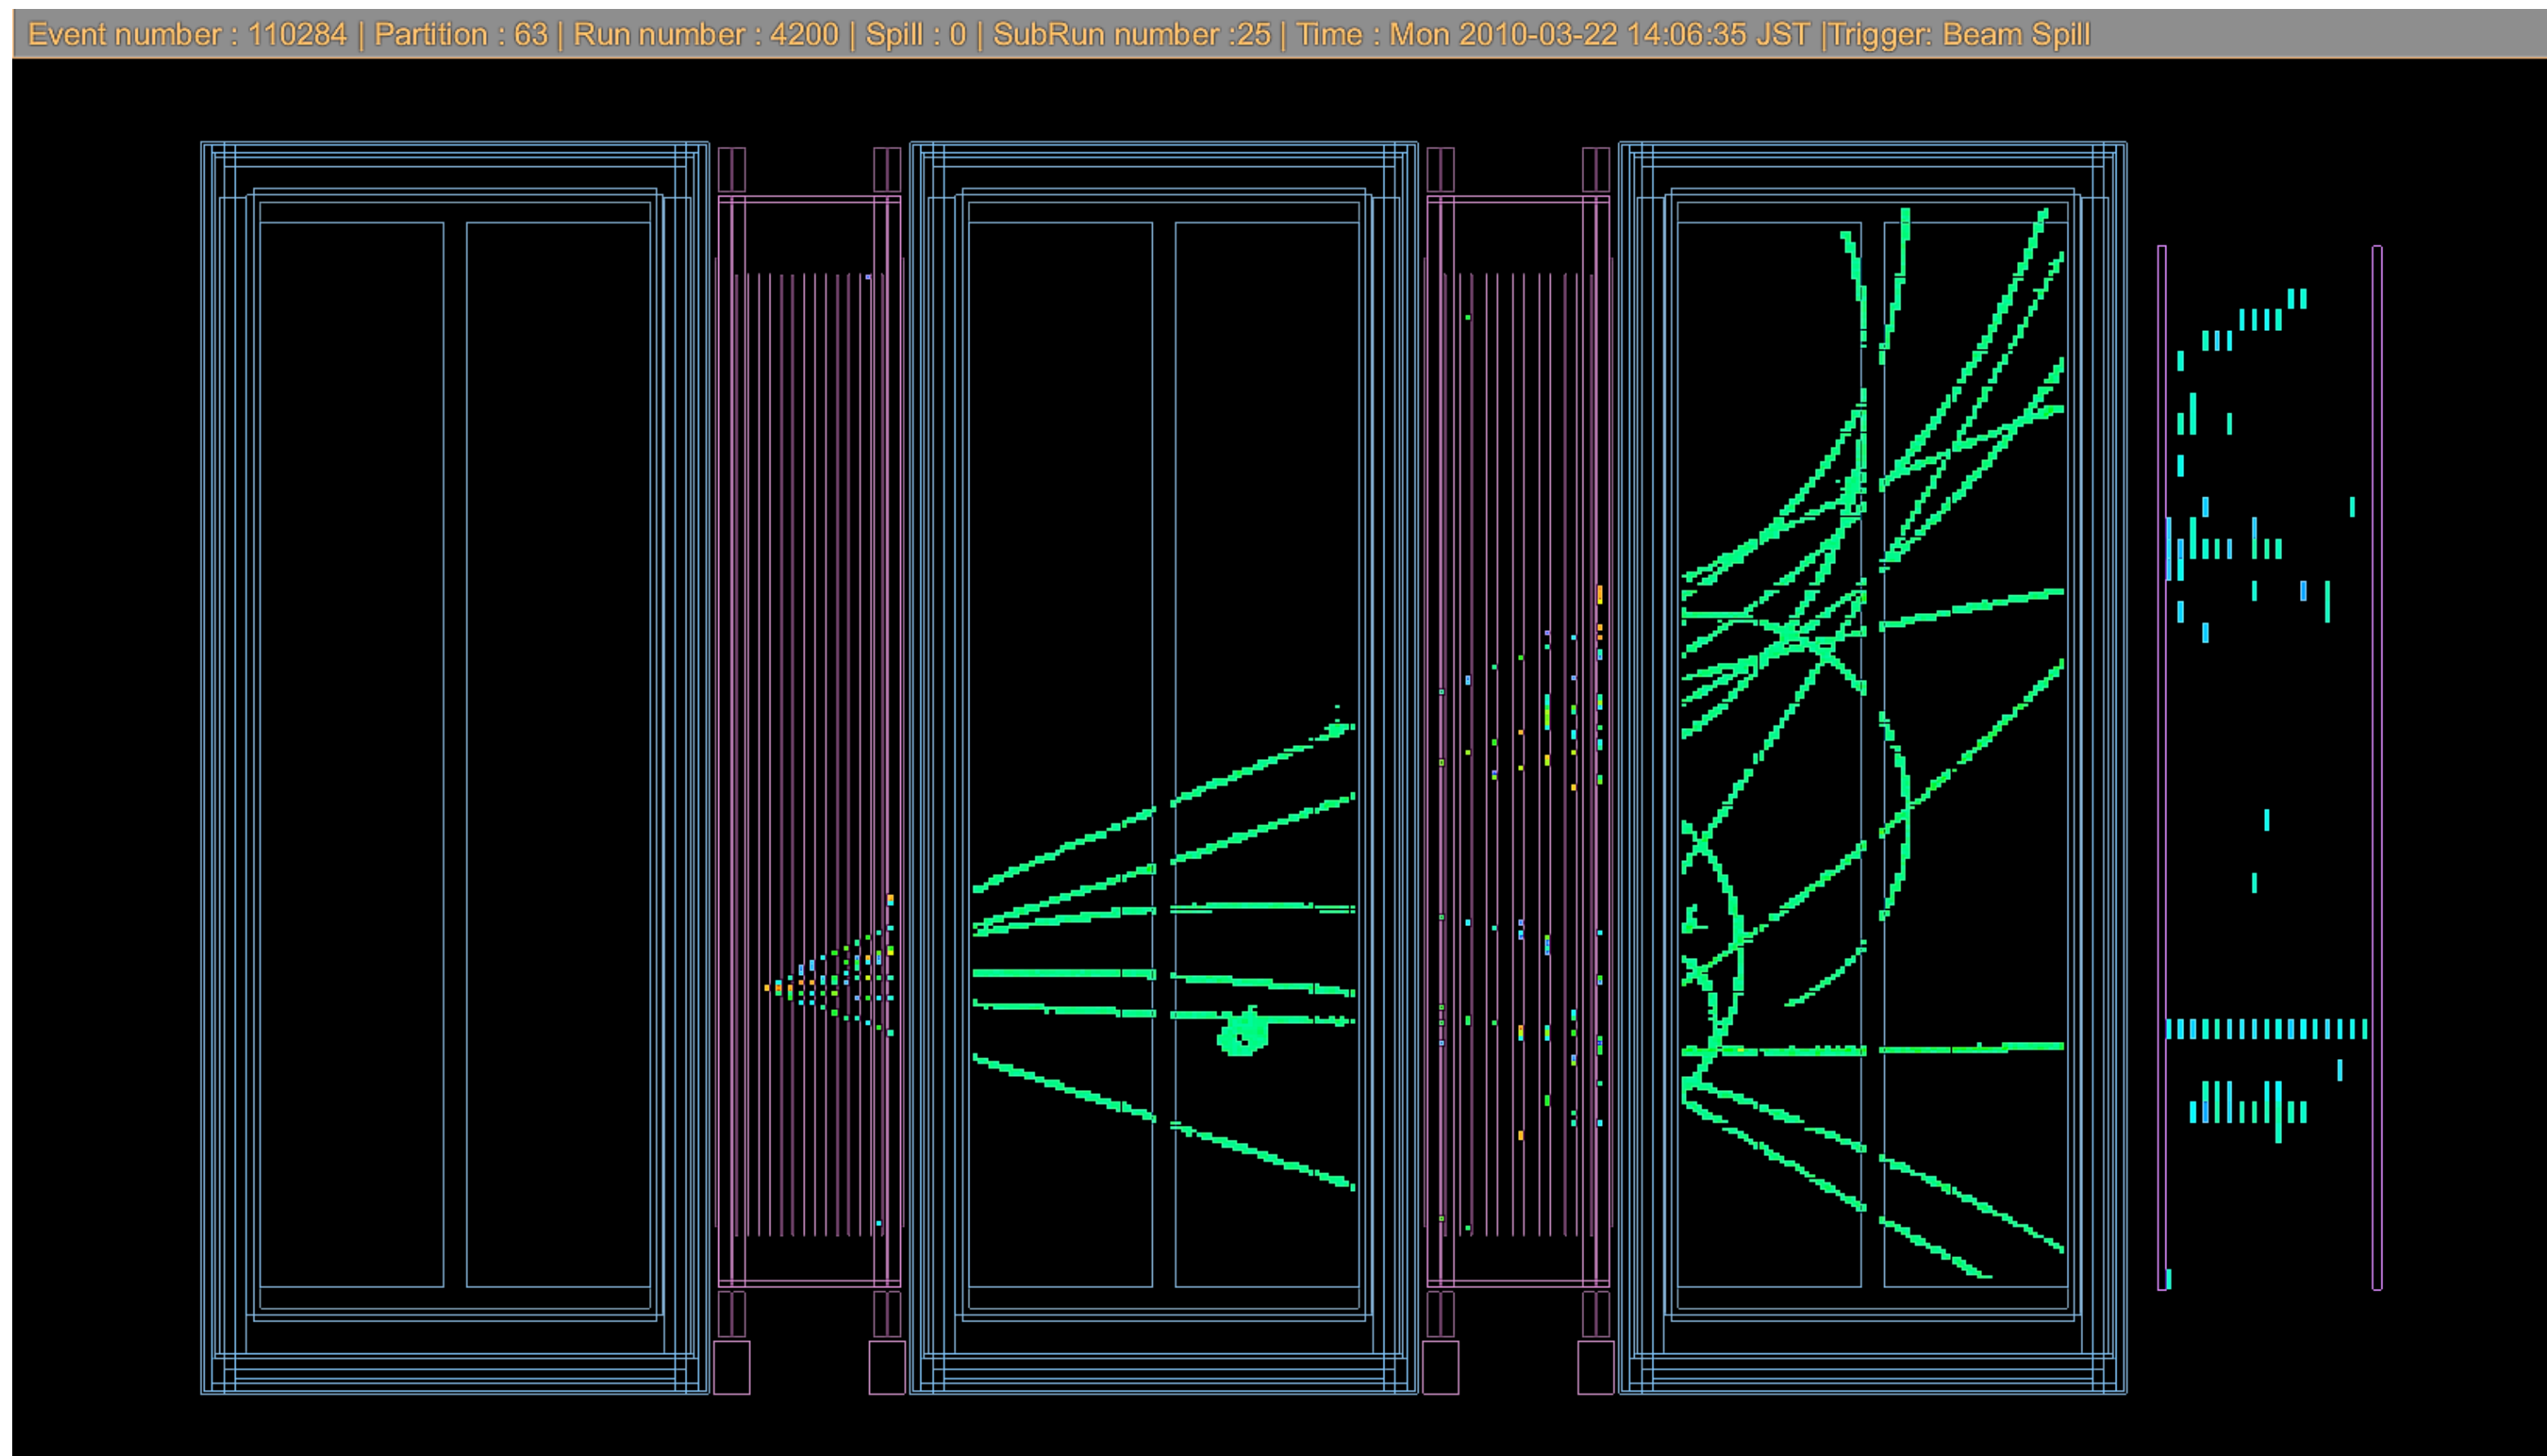 Event number : 110284 | Partition : 63 | Run number : 4200 | Spill : 0 | SubRun number :25 | Time : Mon 2010-03-22 14:06:35 JST |Trigger: Beam Spill